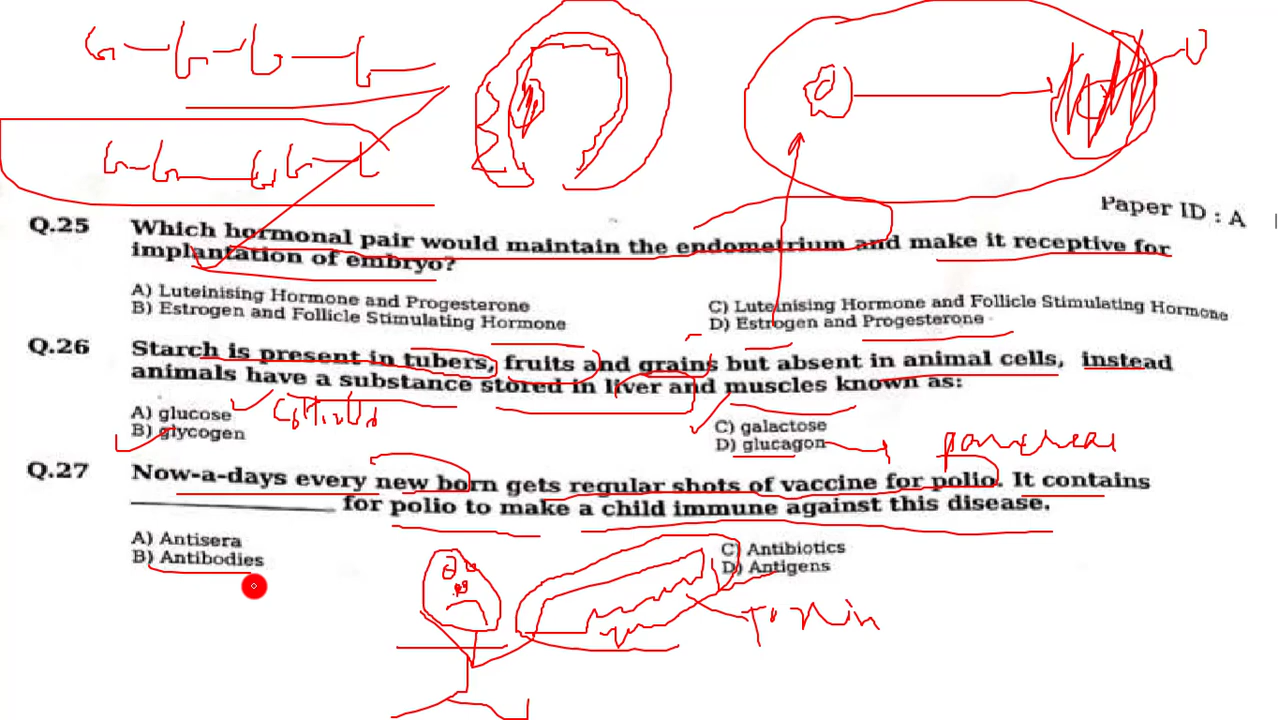 Paper ID : A
Q.25 Which hormonal pair would maintain the endometrium and make it receptive for
implantation of embryo?
A) Luteinising Hormone and Progesterone
B) Estrogen and Follicle Stimulating Hormone
C) Luteinising Hormone and Follicle Stimulating Hormone
D) Estrogen and Progesterone
Q.26 Starch is present in tubers, fruits and grains but absent in animal cells, instead
animals have a substance stored in liver and muscles known as:
A) glucose
B) glycogen
C) galactose
D) glucagon
pancreas
Q.27 Now-a-days every new born gets regular shots of vaccine for polio. It contains
____________ for polio to make a child immune against this disease.
A) Antisera
B) Antibodies
C) Antibiotics
D) Antigens